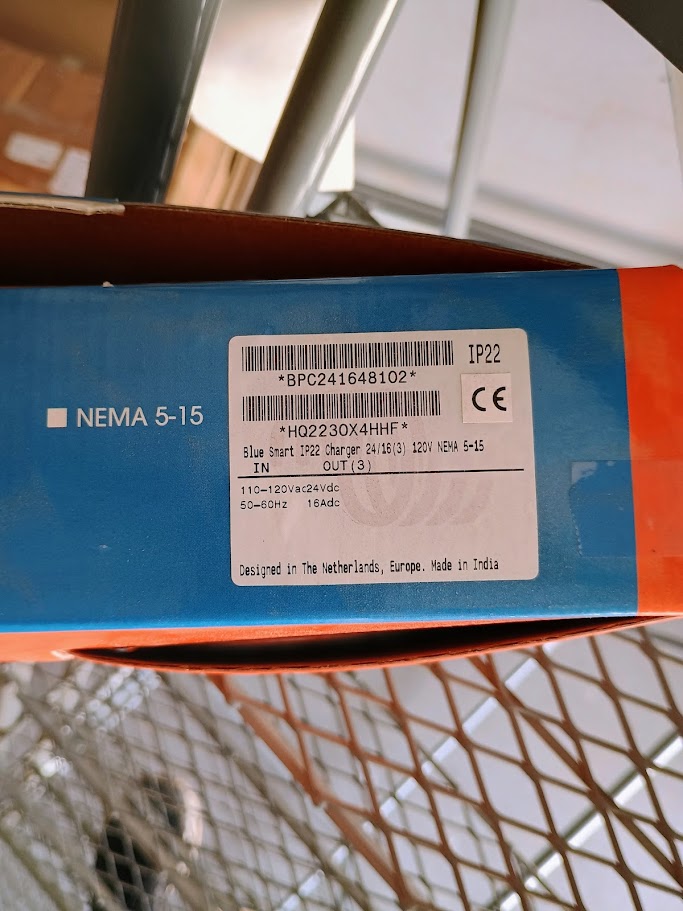 *BPC241648102*
IP22
*HQ2230X4HHF*
CE
NEMA 5-15
Blue Smart IP22 Charger 24/16(3) 120V NEMA 5-15
IN OUT(3)
110-120Vac24Vdc
50-60Hz 16Adc
Designed in The Netherlands, Europe. Made in India